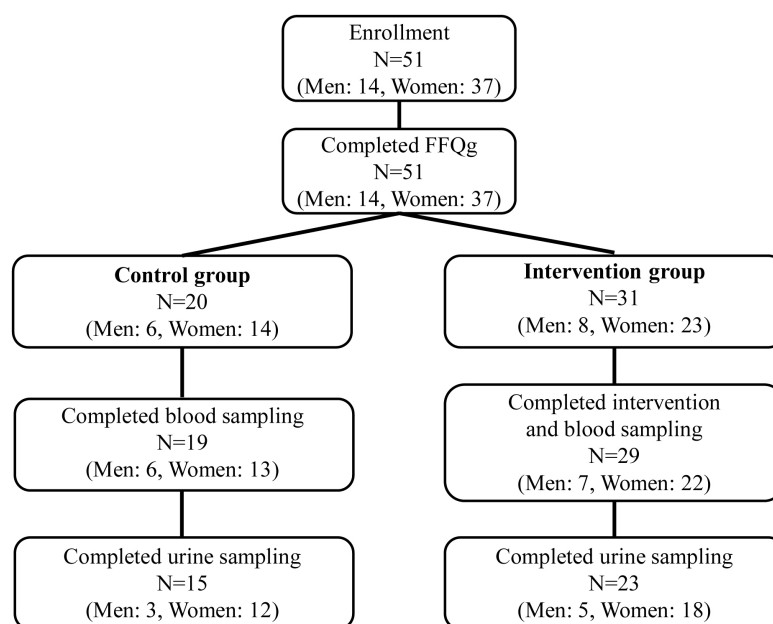 Enrollment
N=51
(Men: 14, Women: 37)
Completed FFQg
N=51
(Men: 14, Women: 37)
Control group
N=20
(Men: 6, Women: 14)
Intervention group
N=31
(Men: 8, Women: 23)
Completed blood sampling
N=19
(Men: 6, Women: 13)
Completed intervention
and blood sampling
N=29
(Men: 7, Women: 22)
Completed urine sampling
N=15
(Men: 3, Women: 12)
Completed urine sampling
N=23
(Men: 5, Women: 18)